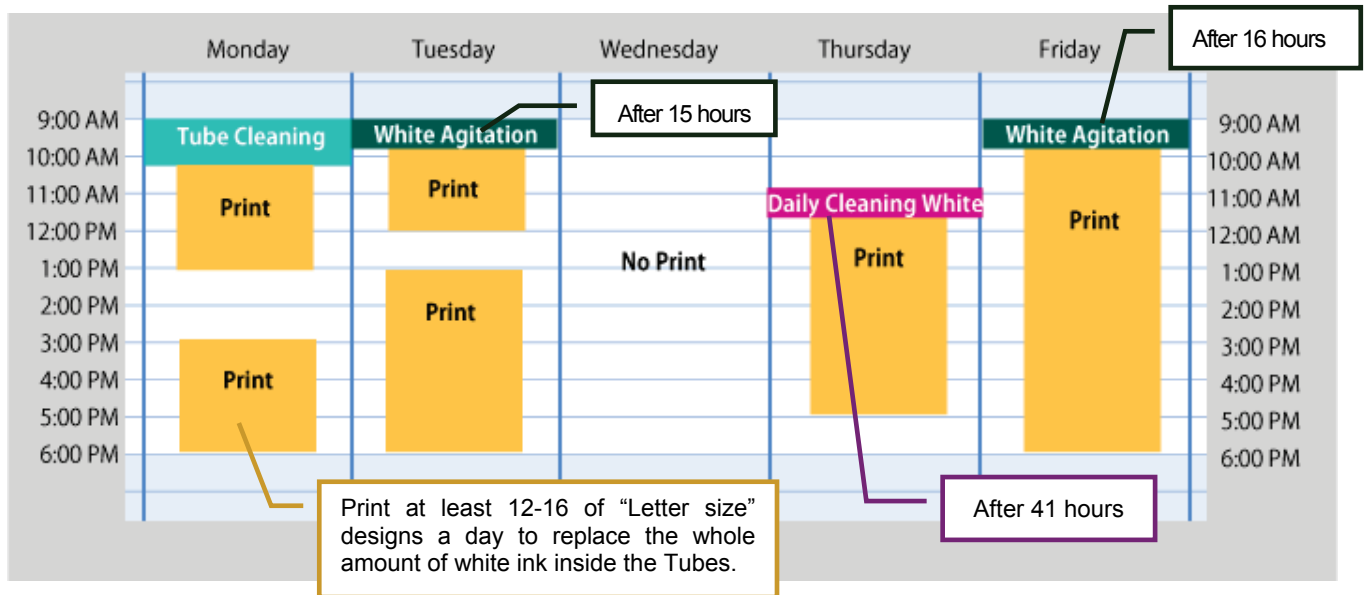 Monday Tuesday Wednesday Thursday Friday
After 16 hours
After 15 hours
9:00 AM
10:00 AM
11:00 AM
12:00 PM
1:00 PM
2:00 PM
3:00 PM
4:00 PM
5:00 PM
6:00 PM
Tube Cleaning
Print
Print
White Agitation
Print
Print
No Print
Daily Cleaning White
Print
White Agitation
Print
9:00 AM
10:00 AM
11:00 AM
12:00 AM
1:00 PM
2:00 PM
3:00 PM
4:00 PM
5:00 PM
6:00 PM
Print at least 12-16 of “Letter size”
designs a day to replace the whole
amount of white ink inside the Tubes.
After 41 hours